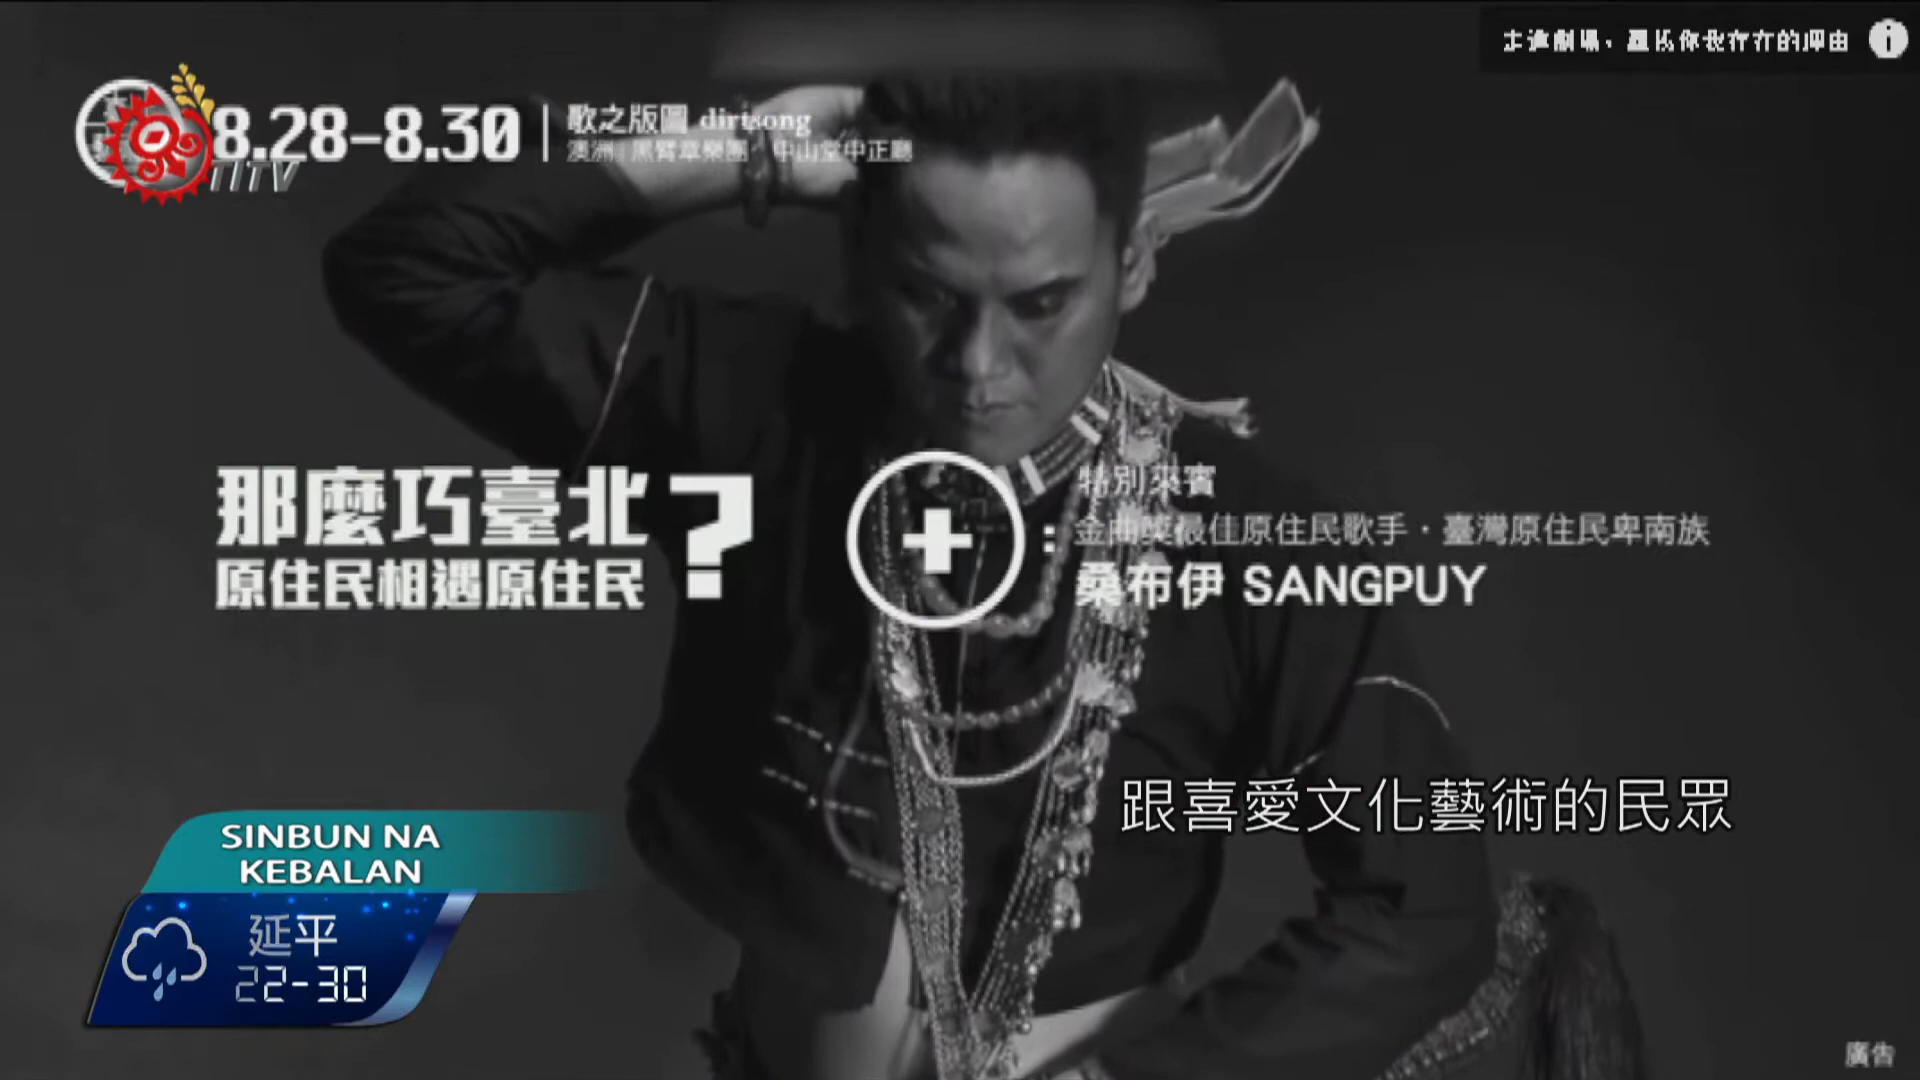 8.28-8.30
歌之版圖 dirtsong
澳洲 黑臂章樂團 中山堂中正廳
TITV
那麼巧臺北?
原住民相遇原住民
特別來賓
：金曲獎最佳原住民歌手・臺灣原住民卑南族
桑布伊 SANGPUY
跟喜愛文化藝術的民眾
SINBUN NA
KEBALAN
延平
22-30
廣告